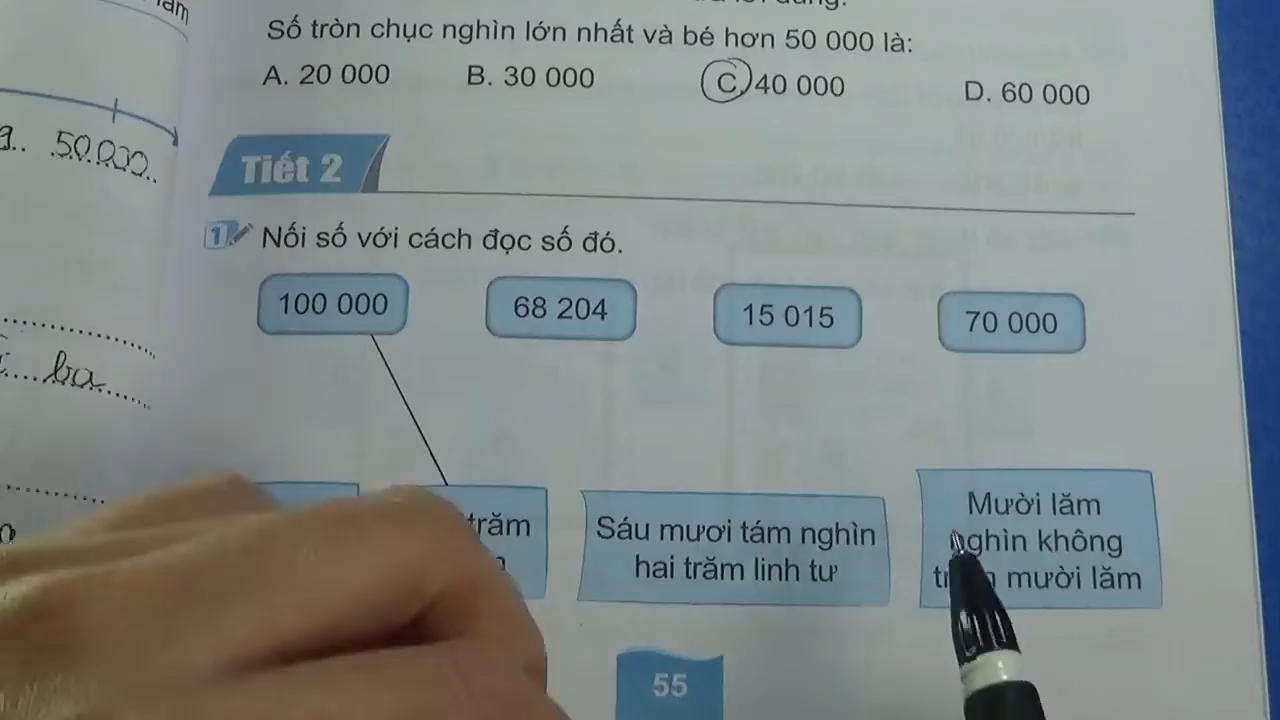 Số tròn chục nghìn lớn nhất và bé hơn 50 000 là:
A. 20 000 B. 30 000 C. 40 000 D. 60 000
50.000
Tiết 2
1 Nối số với cách đọc số đó.
100 000 68 204 15 015 70 000
ba
trăm
Sáu mươi tám nghìn
hai trăm linh tư
Mười lăm
nghìn không
mười lăm
55